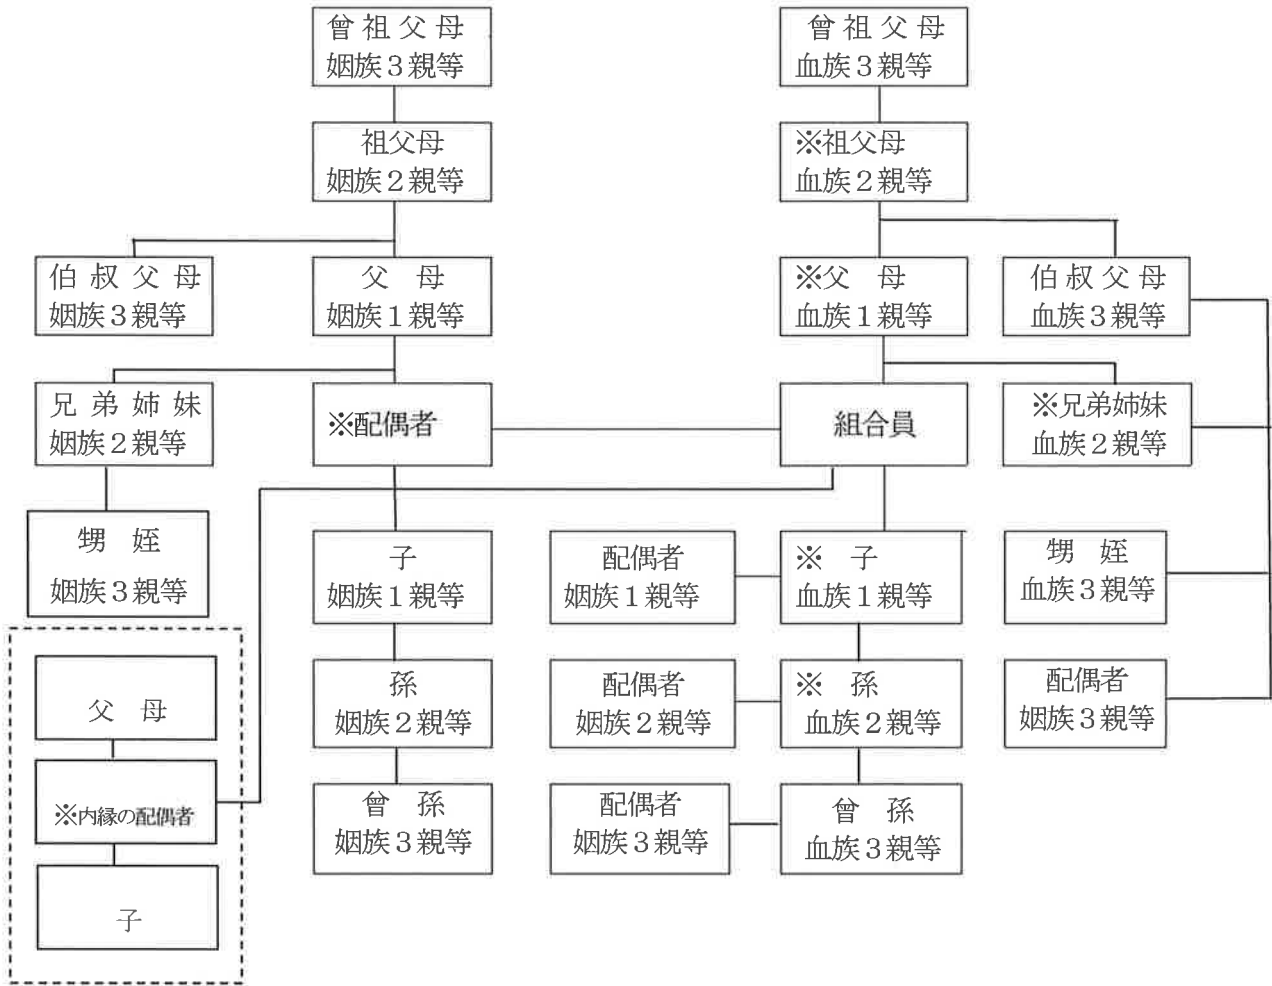 曾祖父母
姻族３親等
曾祖父母
血族３親等
祖父母
姻族２親等
※祖父母
血族２親等
伯叔父母
姻族３親等
父　母
姻族１親等
※父　母
血族１親等
伯叔父母
血族３親等
兄弟姉妹
姻族２親等
※配偶者
組合員
※兄弟姉妹
血族２親等
甥　姪
姻族３親等
子
姻族１親等
配偶者
姻族１親等
※　子
血族１親等
甥　姪
血族３親等
父　母
孫
姻族２親等
配偶者
姻族２親等
※　孫
血族２親等
配偶者
姻族３親等
※内縁の配偶者
曾　孫
姻族３親等
配偶者
姻族３親等
曾　孫
血族３親等
子